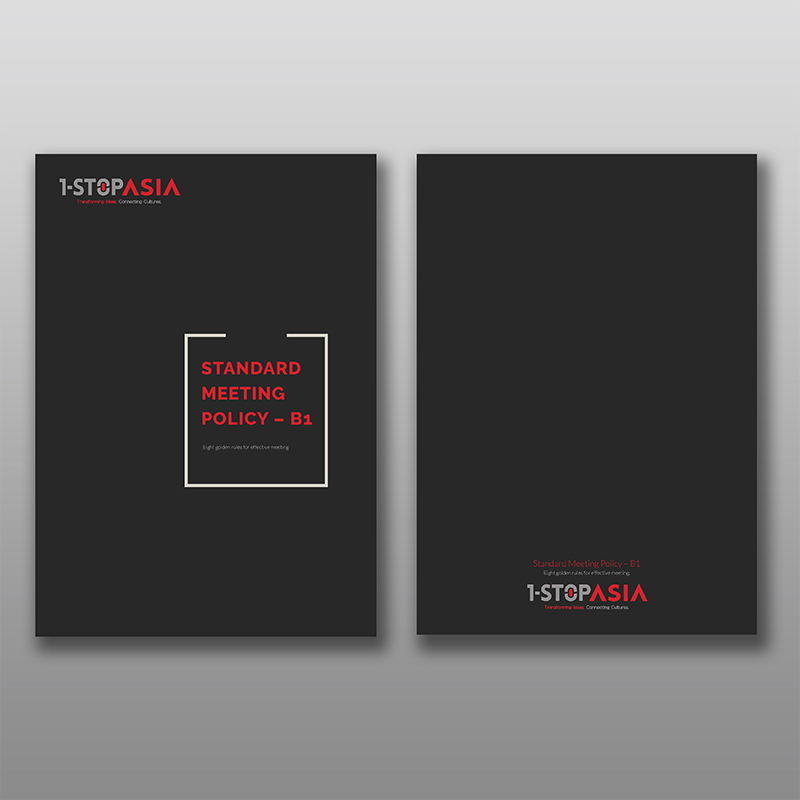 1-STOPASIA
Transforming Ideas. Connecting Cultures.
STANDARD
MEETING
POLICY – B1
Eight golden rules for effective meeting
Standard Meeting Policy – B1
Eight golden rules for effective meeting.
1-STOPASIA
Transforming Ideas. Connecting Cultures.